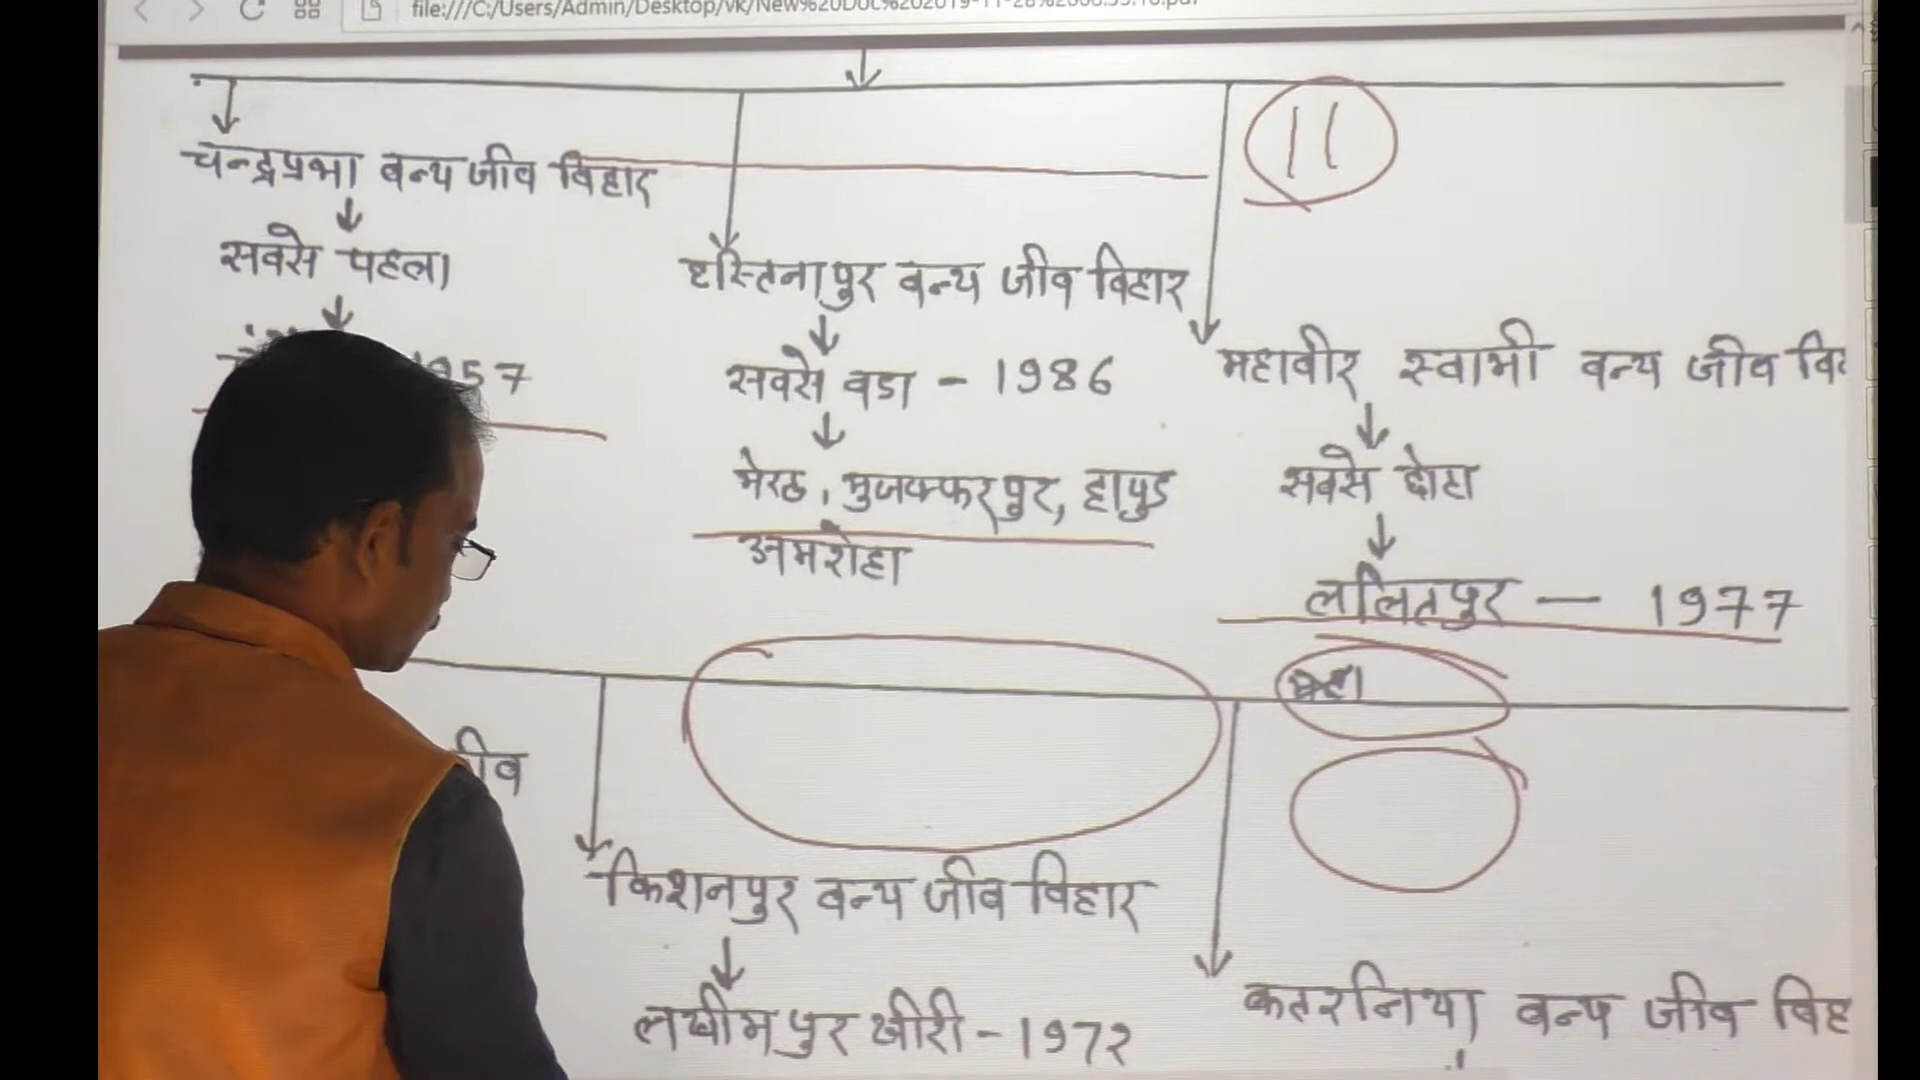 11
चन्द्रप्रभा वन्य जीव विहार
सबसे पहला
1957
हस्तिनापुर वन्य जीव विहार
सबसे बडा - 1986
मेरठ, मुजफ्फरपुर, हापुड
अमरोहा
महावीर स्वामी वन्य जीव वि
सबसे छोटा
ललितपुर — 1977
किशनपुर वन्य जीव विहार
लखीमपुर खीरी - 1972
कतरनिया वन्य जीव विह